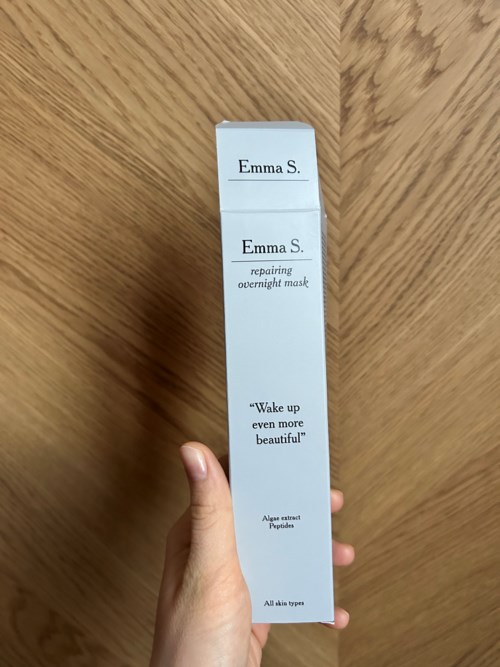 Emma S.
Emma S.
repairing
overnight mask
“Wake up
even more
beautiful”
Algae extract
Peptides
All skin types